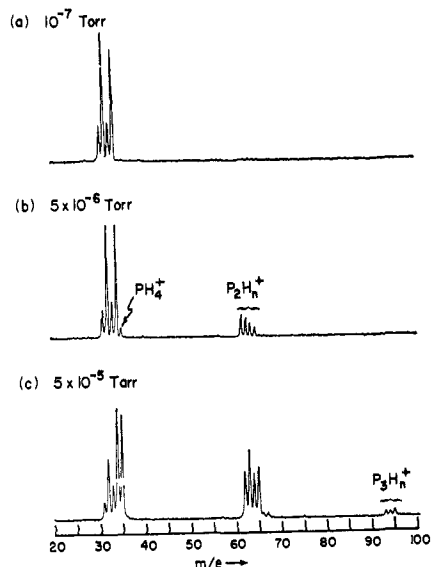 (a) 10⁻⁷ Torr
(b) 5 x 10⁻⁶ Torr
PH₄⁺
P₂Hₙ⁺
(c) 5 x 10⁻⁵ Tarr
P₃Hₙ⁺
20 30 40 50 60 70 80 90 100
m/e →